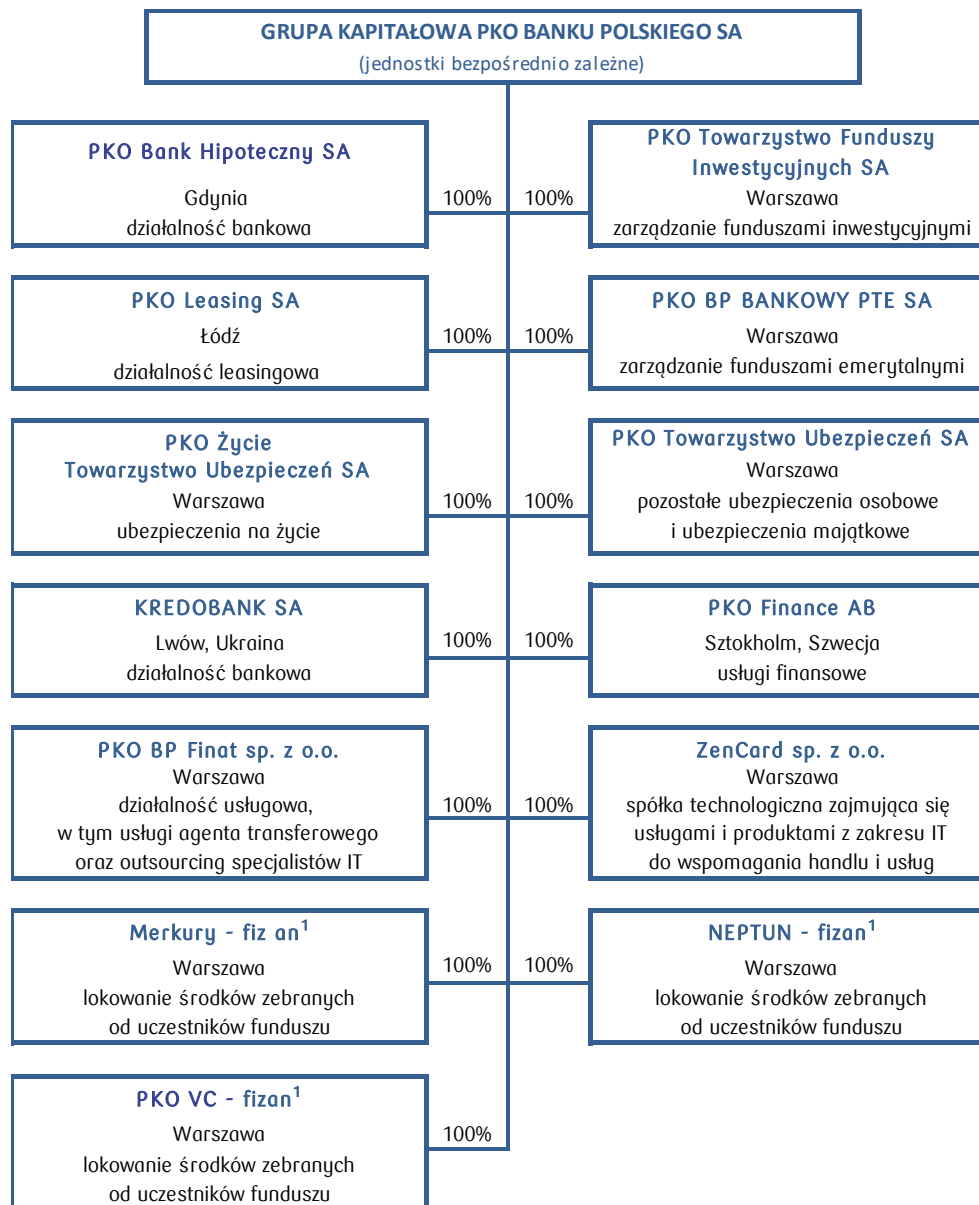 GRUPA KAPITAŁOWA PKO BANKU POLSKIEGO SA
(jednostki bezpośrednio zależne)
PKO Bank Hipoteczny SA
Gdynia
działalność bankowa
100%
100%
PKO Towarzystwo Funduszy
Inwestycyjnych SA
Warszawa
zarządzanie funduszami inwestycyjnymi
PKO Leasing SA
Łódź
działalność leasingowa
100%
100%
PKO BP BANKOWY PTE SA
Warszawa
zarządzanie funduszami emerytalnymi
PKO Życie
Towarzystwo Ubezpieczeń SA
Warszawa
ubezpieczenia na życie
100%
100%
PKO Towarzystwo Ubezpieczeń SA
Warszawa
pozostałe ubezpieczenia osobowe
i ubezpieczenia majątkowe
KREDOBANK SA
Lwów, Ukraina
działalność bankowa
100%
100%
PKO Finance AB
Sztokholm, Szwecja
usługi finansowe
PKO BP Finat sp. z o.o.
Warszawa
działalność usługowa,
w tym usługi agenta transferowego
oraz outsourcing specjalistów IT
100%
100%
ZenCard sp. z o.o.
Warszawa
spółka technologiczna zajmująca się
usługami i produktami z zakresu IT
do wspomagania handlu i usług
Merkury - fiz an¹
Warszawa
lokowanie środków zebranych
od uczestników funduszu
100%
100%
NEPTUN - fizan¹
Warszawa
lokowanie środków zebranych
od uczestników funduszu
PKO VC - fizan¹
Warszawa
lokowanie środków zebranych
od uczestników funduszu
100%